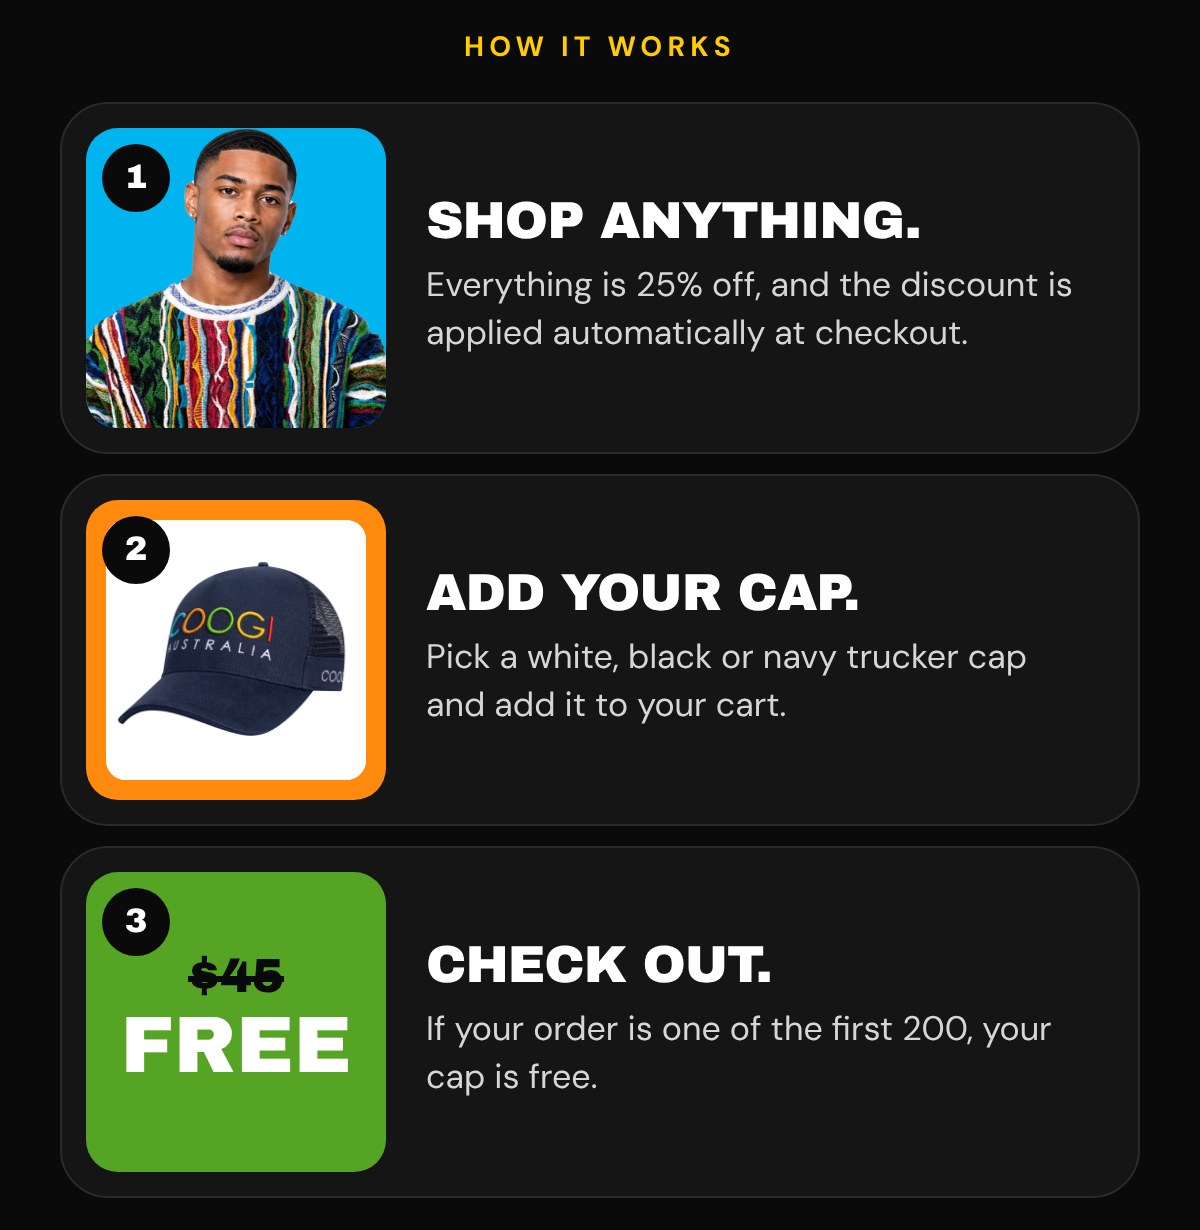 HOW IT WORKS
1
SHOP ANYTHING.
Everything is 25% off, and the discount is
applied automatically at checkout.
2
COOGI
AUSTRALIA
ADD YOUR CAP.
Pick a white, black or navy trucker cap
and add it to your cart.
3
$45
FREE
CHECK OUT.
If your order is one of the first 200, your
cap is free.